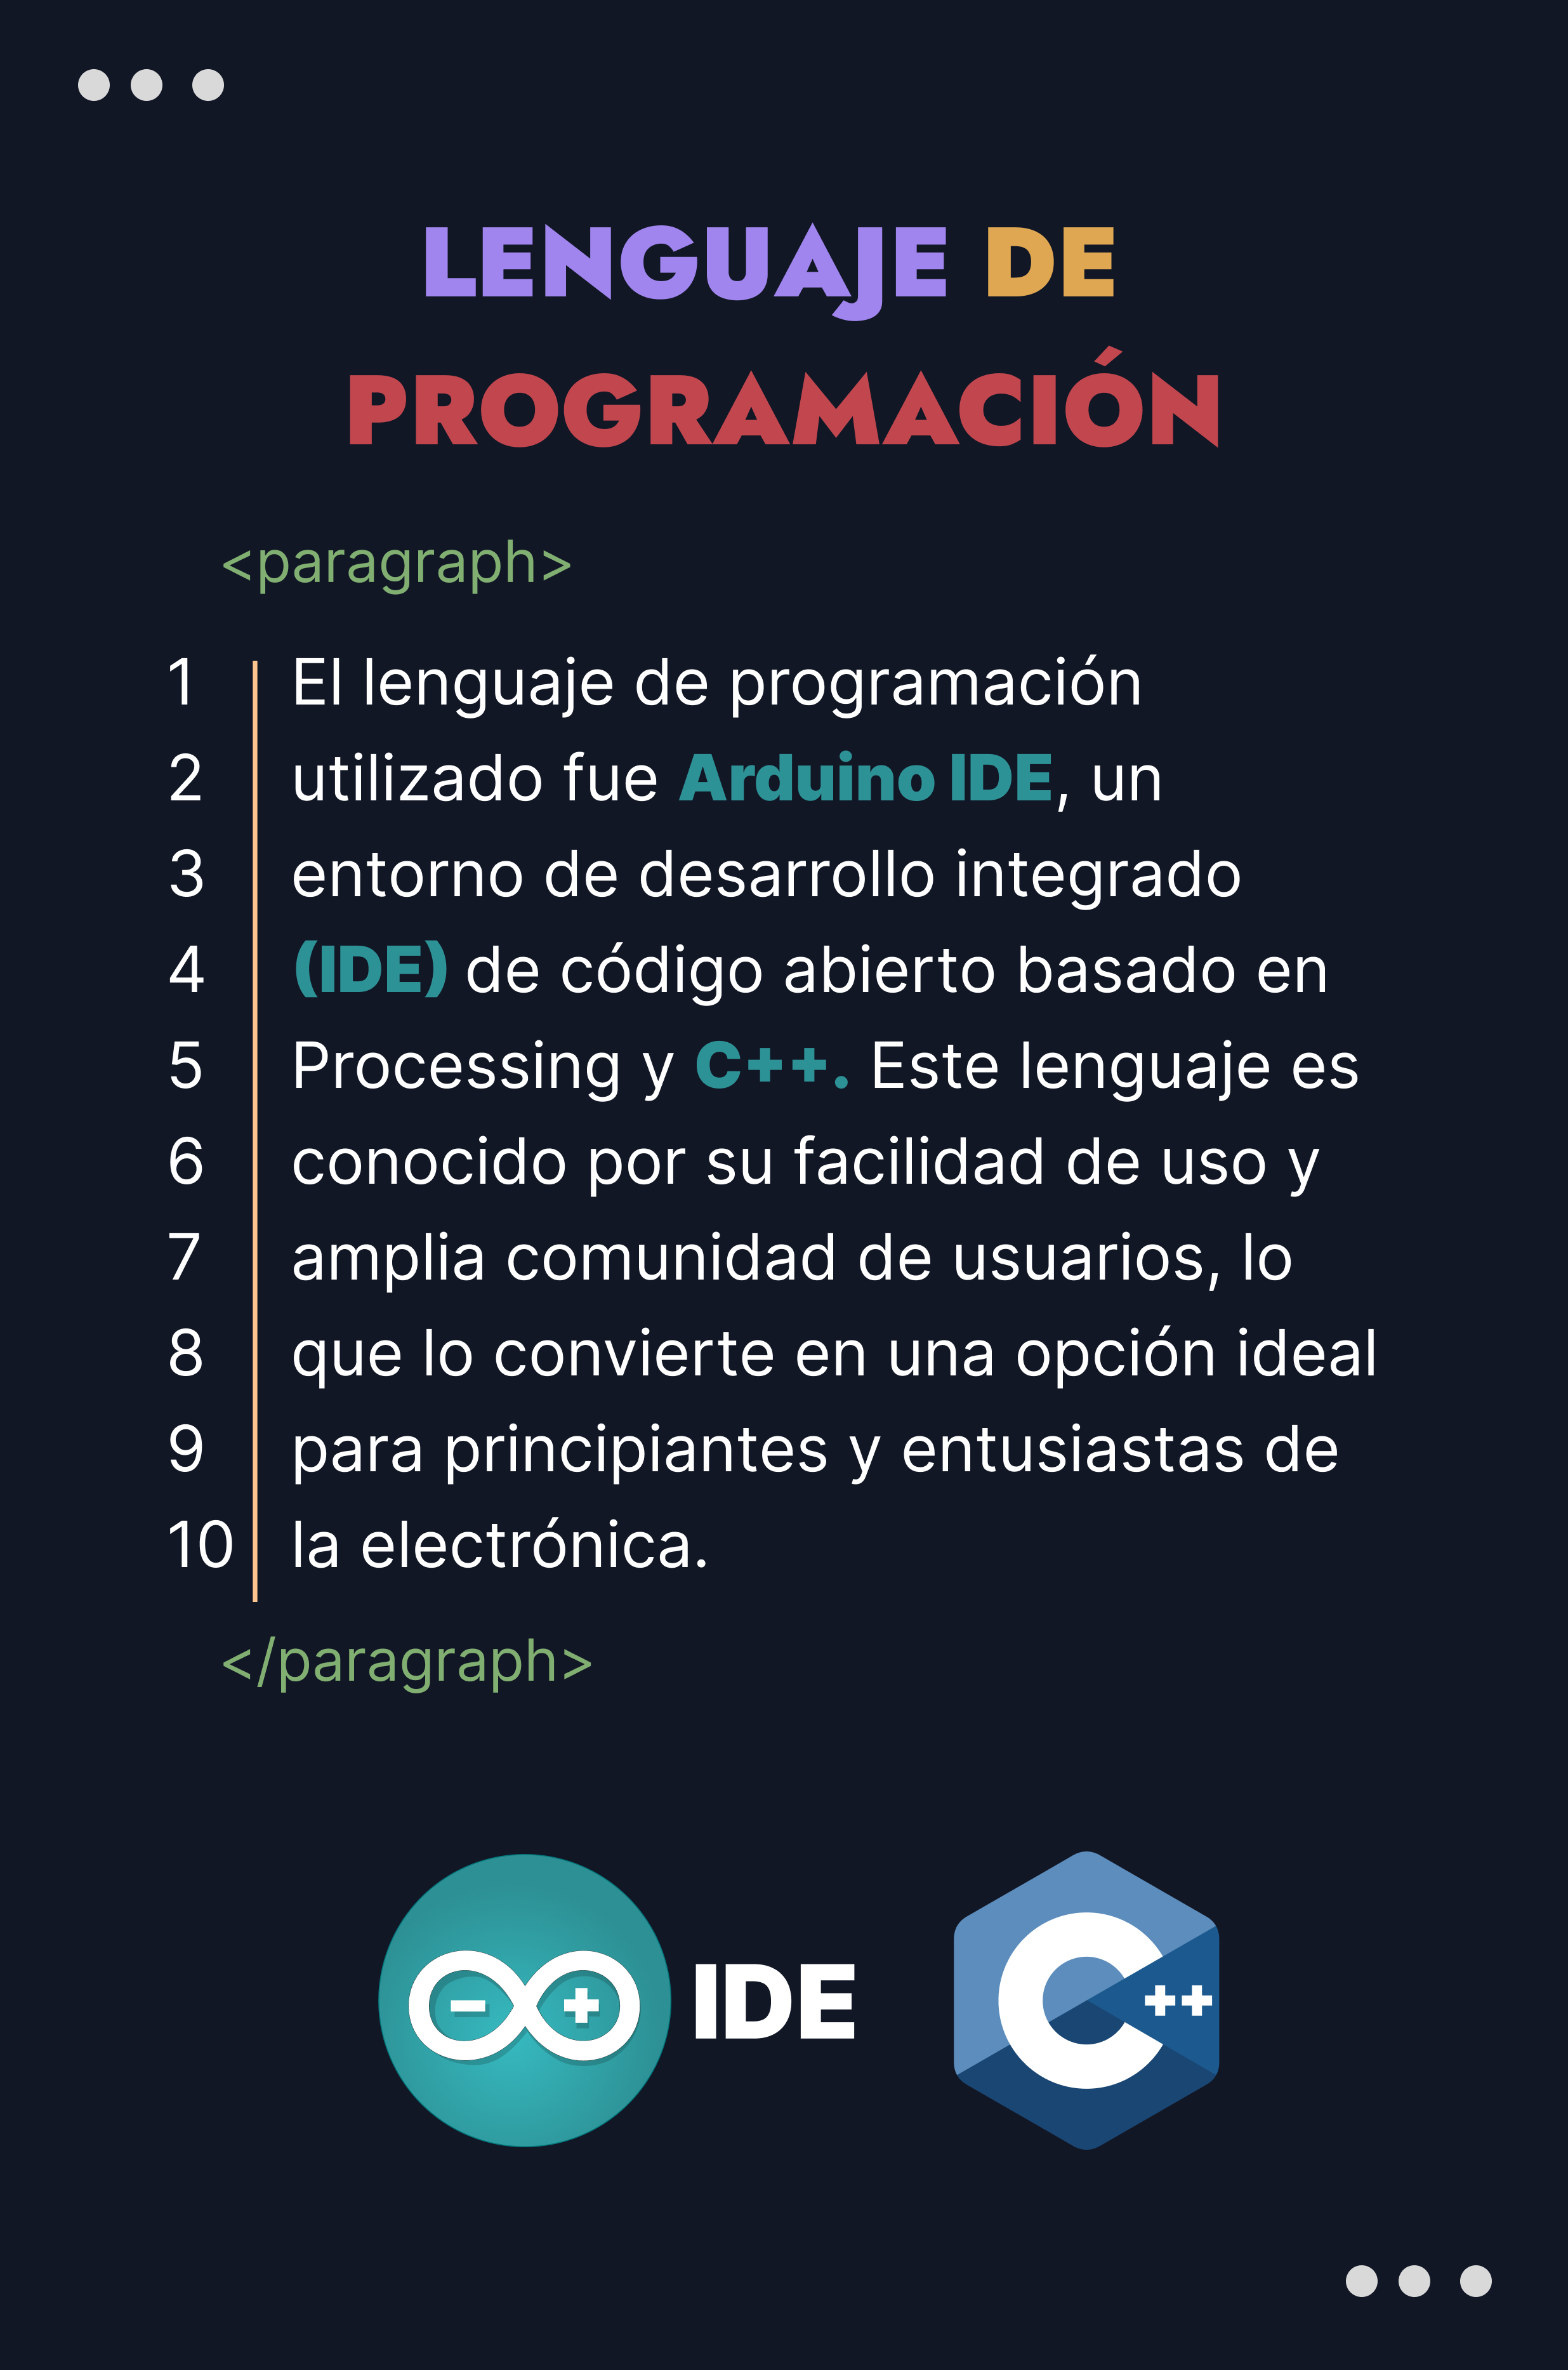 LENGUAJE DE
PROGRAMACIÓN
<paragraph>
1 El lenguaje de programación
2 utilizado fue Arduino IDE, un
3 entorno de desarrollo integrado
4 (IDE) de código abierto basado en
5 Processing y C++. Este lenguaje es
6 conocido por su facilidad de uso y
7 amplia comunidad de usuarios, lo
8 que lo convierte en una opción ideal
9 para principiantes y entusiastas de
10 la electrónica.
</paragraph>
IDE
C++